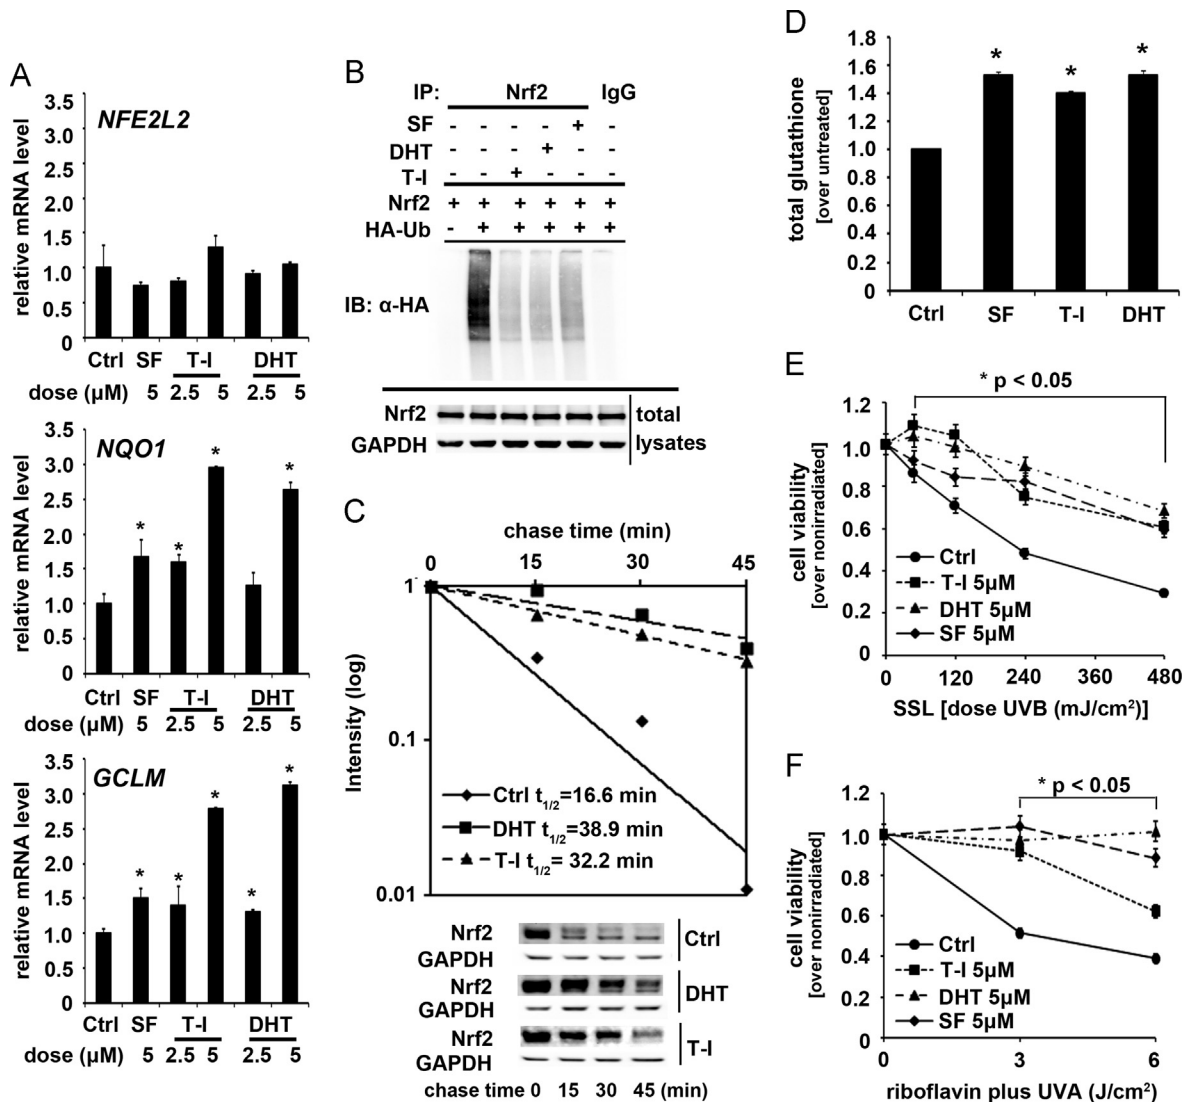 A
NFE2L2
relative mRNA level
3.5
3.0
2.5
2.0
1.5
1.0
0.5
0
Ctrl SF T-I DHT
dose (µM) 5 2.5 5 2.5 5
NQO1
relative mRNA level
3.5
3.0
2.5
2.0
1.5
1.0
0.5
0
* * * *
Ctrl SF T-I DHT
dose (µM) 5 2.5 5 2.5 5
GCLM
relative mRNA level
3.5
3.0
2.5
2.0
1.5
1.0
0.5
0
* * * * *
Ctrl SF T-I DHT
dose (µM) 5 2.5 5 2.5 5
B
IP: Nrf2 IgG
SF - - - - + -
DHT - - - + - -
T-I - - + - - -
Nrf2 + + + + + +
HA-Ub - + + + + +
IB: α-HA
Nrf2 total
GAPDH lysates
C
chase time (min)
0 15 30 45
1
0.1
0.01
Intensity (log)
Ctrl t1/2=16.6 min
DHT t1/2=38.9 min
T-I t1/2= 32.2 min
Nrf2
GAPDH
Ctrl
Nrf2
GAPDH
DHT
Nrf2
GAPDH
T-I
chase time 0 15 30 45 (min)
D
total glutathione
[over untreated]
1.8
1.6
1.4
1.2
1.0
0.8
0.6
0.4
0.2
0
* * *
Ctrl SF T-I DHT
E
* p < 0.05
cell viability
[over nonirradiated]
1.2
1.0
0.8
0.6
0.4
0.2
0
Ctrl
T-I 5µM
DHT 5µM
SF 5µM
0 120 240 360 480
SSL [dose UVB (mJ/cm²)]
F
* p < 0.05
cell viability
[over nonirradiated]
1.2
1.0
0.8
0.6
0.4
0.2
0
Ctrl
T-I 5µM
DHT 5µM
SF 5µM
0 3 6
riboflavin plus UVA (J/cm²)